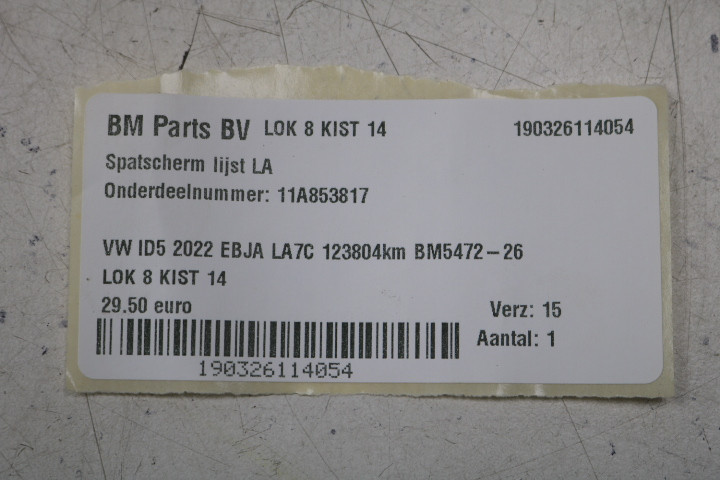 BM Parts BV LOK 8 KIST 14 190326114054
Spatscherm lijst LA
Onderdeelnummer: 11A853817
VW ID5 2022 EBJA LA7C 123804km BM5472-26
LOK 8 KIST 14
29.50 euro Verz: 15
Aantal: 1
190326114054